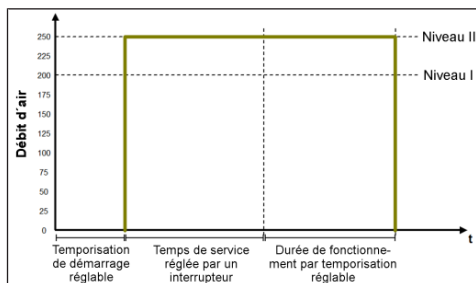 Débit d´air
250
225
200
175
150
125
100
75
50
25
0
Niveau II
Niveau I
t
Temporisation
de démarrage
réglable
Temps de service
réglée par un
interrupteur
Durée de fonctionne-
ment par temporisation
réglable